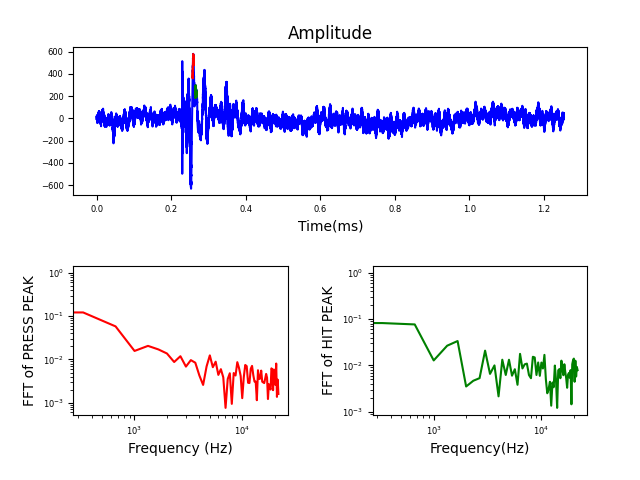 Amplitude
600
400
200
0
−200
−400
−600
0.0 0.2 0.4 0.6 0.8 1.0 1.2
Time(ms)
FFT of PRESS PEAK
10⁰
10⁻¹
10⁻²
10⁻³
10³ 10⁴
Frequency (Hz)
FFT of HIT PEAK
10⁰
10⁻¹
10⁻²
10⁻³
10³ 10⁴
Frequency(Hz)